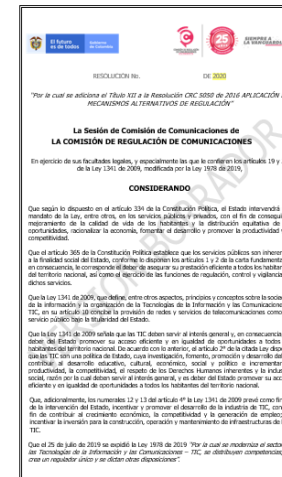 El futuro
es de todos
Gobierno
de Colombia
25
SIEMPRE A
LA VANGUARDIA
RESOLUCIÓN No. DE 2020
"Por la cual se adiciona el Título XII a la Resolución CRC 5050 de 2016 APLICACIÓN
MECANISMOS ALTERNATIVOS DE REGULACIÓN"
La Sesión de Comisión de Comunicaciones de
LA COMISIÓN DE REGULACIÓN DE COMUNICACIONES
En ejercicio de sus facultades legales, y especialmente las que le confieren los artículos 19 y
de la Ley 1341 de 2009, modificada por la Ley 1978 de 2019,
CONSIDERANDO
Que según lo dispuesto en el artículo 334 de la Constitución Política, el Estado intervendrá
mandato de la Ley, entre otros, en los servicios públicos y privados, con el fin de consegui
mejoramiento de la calidad de vida de los habitantes y la distribución equitativa de
oportunidades, racionalizar la economía, fomentar el desarrollo y promover la productividad y
competitividad.
Que el artículo 365 de la Constitución Política establece que los servicios públicos son inherer
a la finalidad social del Estado, conforme lo disponen los artículos 1 y 2 de la carta fundamenta
en consecuencia, le corresponde el deber de asegurar su prestación eficiente a todos los habitar
del territorio nacional y como el ejercicio de las funciones de regulación, control y vigilancia
dichos servicios.
Que la Ley 1341 de 2009, que define, entre otros aspectos, principios y conceptos sobre la socie
de la información y la organización de la Tecnologías de la Información y las Comunicacione
TIC, en su artículo 10 concibe la provisión de redes y servicios de telecomunicaciones como
servicio público bajo la titularidad del Estado.
Que la Ley 1341 de 2009 señala que las TIC deben servir al interés general y, en consecuencia
deber del Estado promover su acceso eficiente y en igualdad de oportunidades a todos
habitantes del territorio nacional. De acuerdo con lo anterior, el artículo 2º de la citada Ley dispo
que las TIC son una política de Estado, cuya investigación, fomento, promoción y desarrollo del
contribuir al desarrollo educativo, cultural, económico, social y político e incrementar
productividad, la competitividad, el respeto de los Derechos Humanos inherentes y la inclus
social, razón por la cual deben servir al interés general, y es deber del Estado promover su acc
eficiente y en igualdad de oportunidades a todos los habitantes del territorio nacional.
Que, adicionalmente, los numerales 12 y 13 del artículo 4º la Ley 1341 de 2009 prevé como fin
de la intervención del Estado, incentivar y promover el desarrollo de la industria de TIC, con
fin de contribuir al crecimiento económico, la competitividad y la generación de empleo;
incentivar la inversión para la construcción, operación y mantenimiento de infraestructuras de
TIC.
Que el 25 de julio de 2019 se expidió la Ley 1978 de 2019 "Por la cual se moderniza el sector
las Tecnologías de la Información y las Comunicaciones – TIC, se distribuyen competencias,
crea un regulador único y se dictan otras disposiciones".